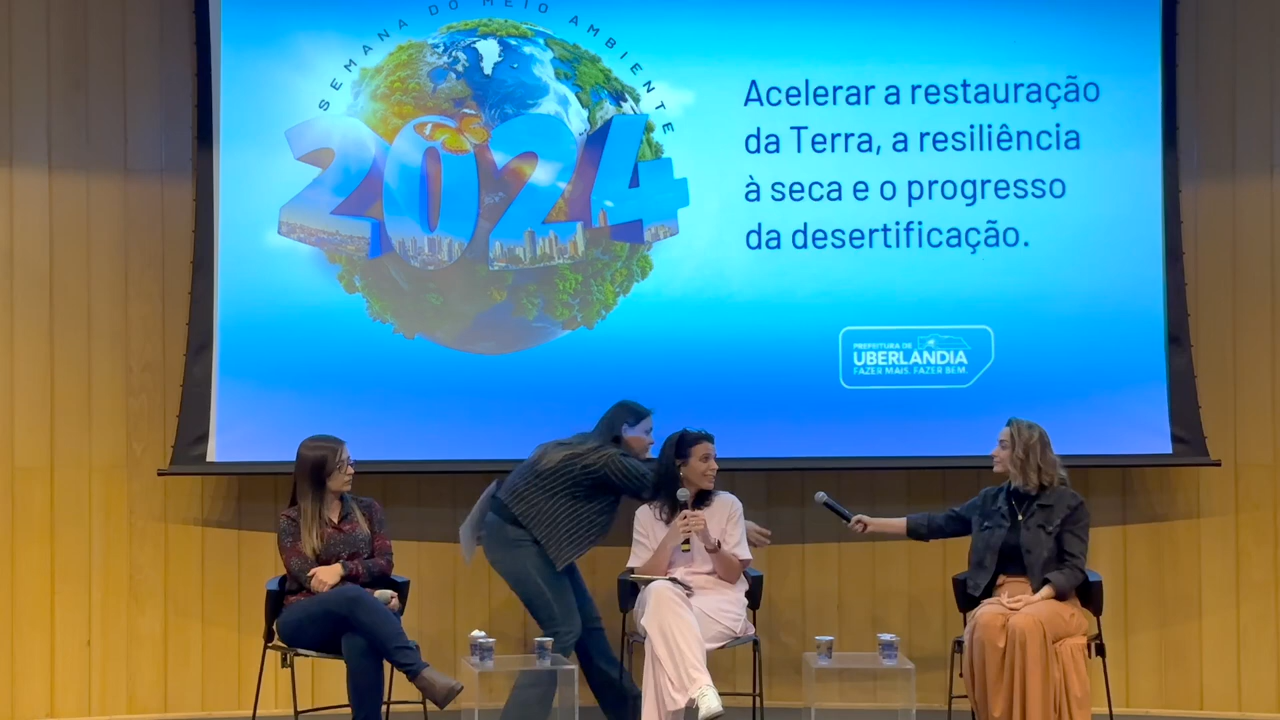 SEMANA DO MEIO AMBIENTE
2024
Acelerar a restauração
da Terra, a resiliência
à seca e o progresso
da desertificação.
PREFEITURA DE
UBERLÂNDIA
FAZER MAIS. FAZER BEM.